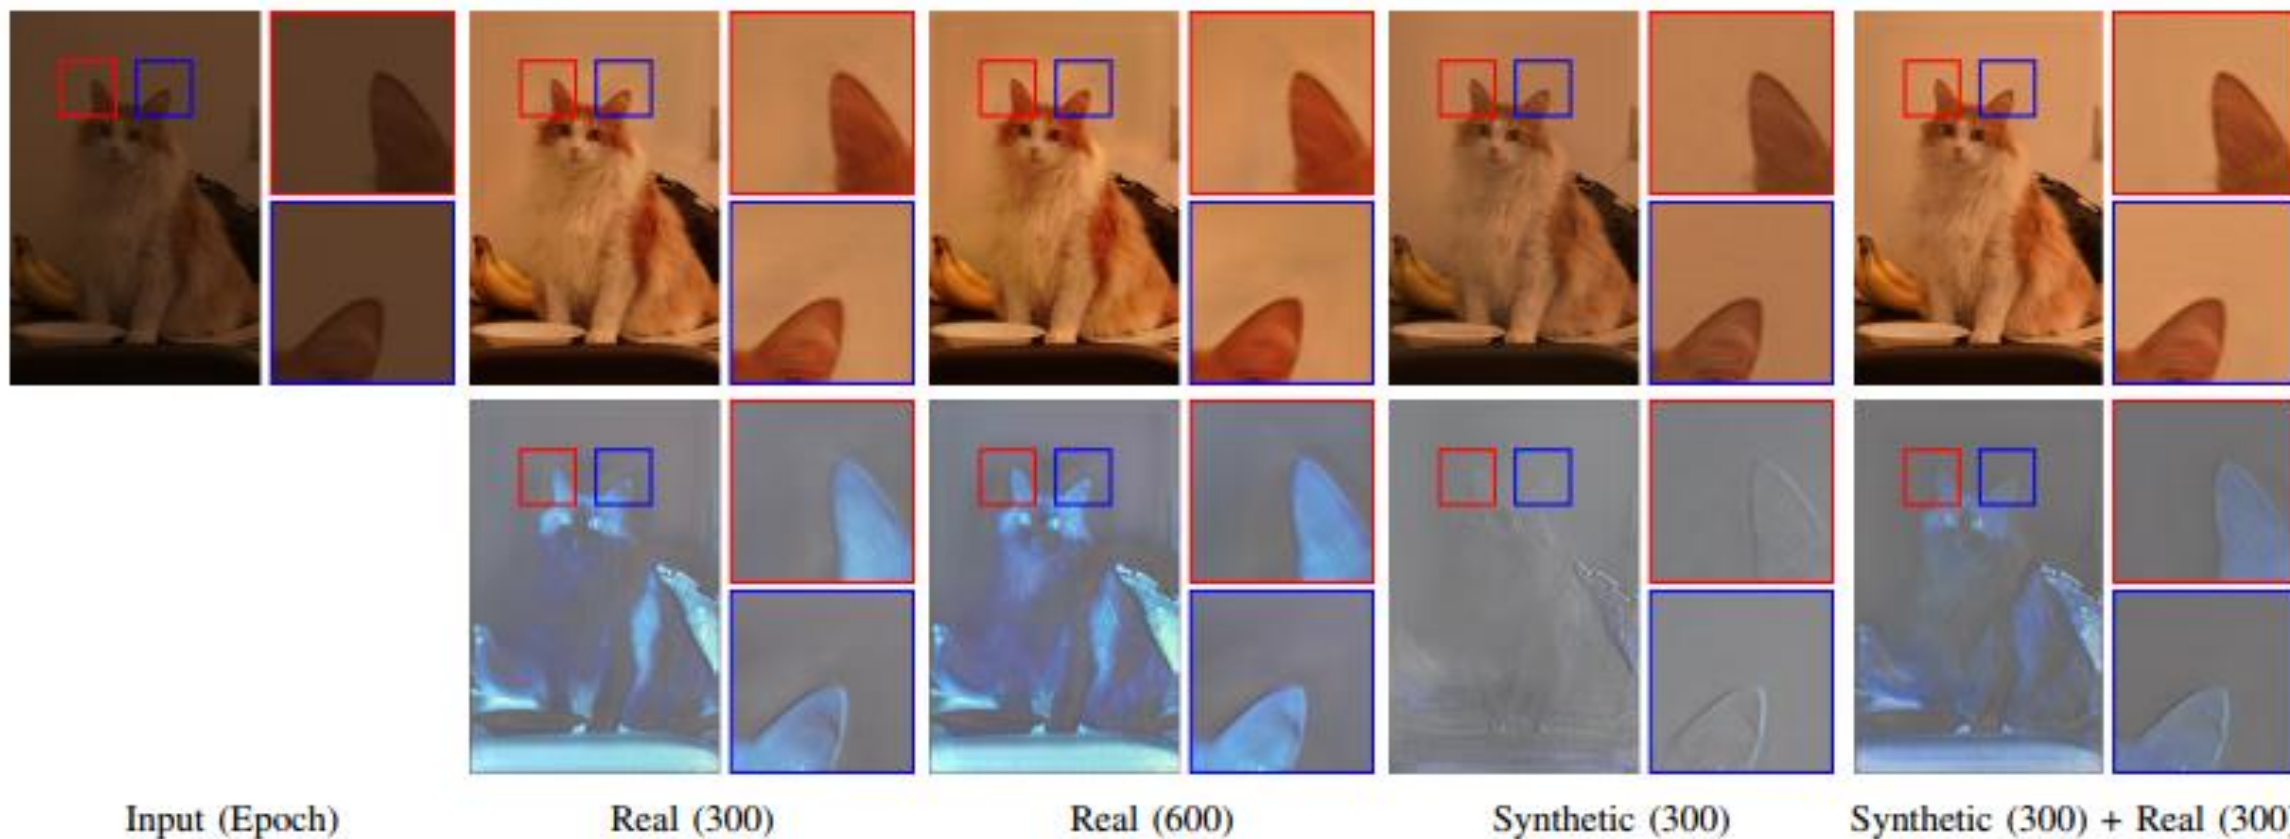 Input (Epoch) Real (300) Real (600) Synthetic (300) Synthetic (300) + Real (300)